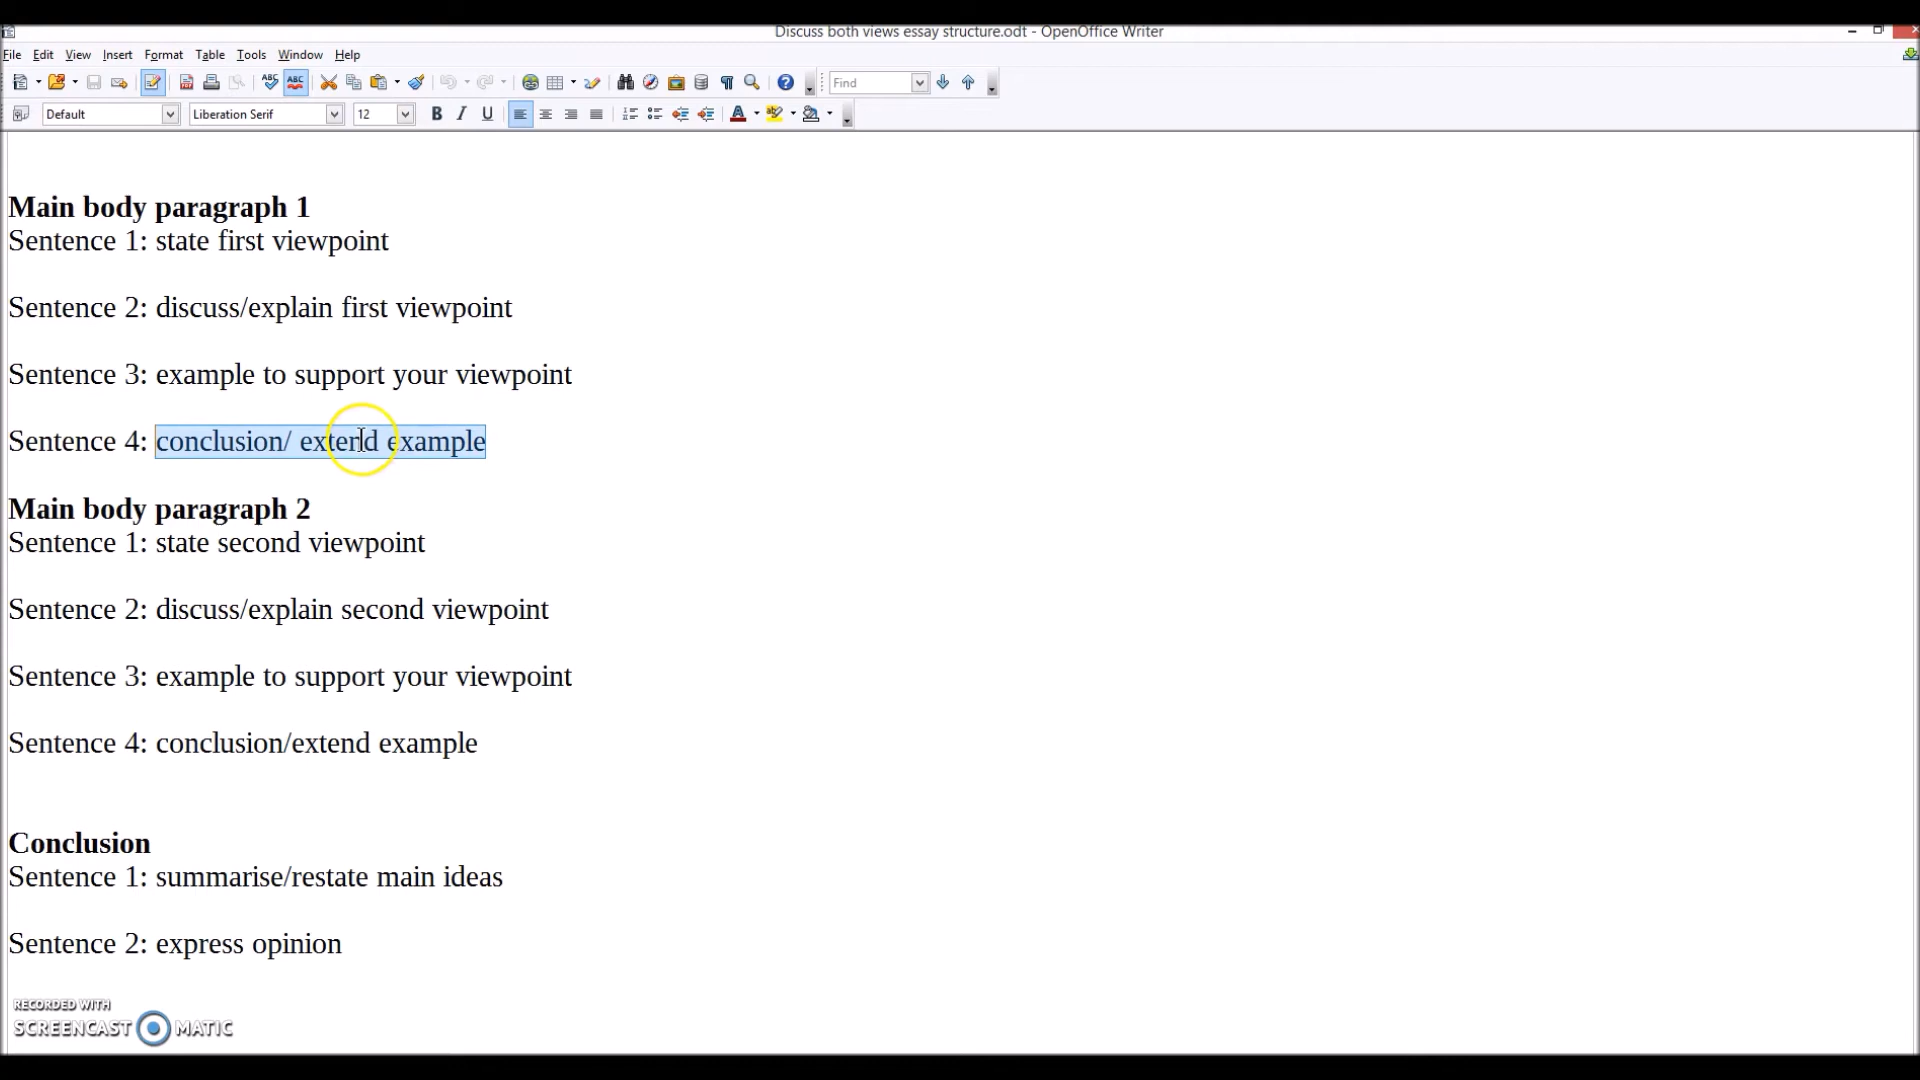 Discuss both views essay structure.odt - OpenOffice Writer
File Edit View Insert Format Table Tools Window Help
Find
Default Liberation Serif 12
Main body paragraph 1
Sentence 1: state first viewpoint
Sentence 2: discuss/explain first viewpoint
Sentence 3: example to support your viewpoint
Sentence 4: conclusion/ extend example
Main body paragraph 2
Sentence 1: state second viewpoint
Sentence 2: discuss/explain second viewpoint
Sentence 3: example to support your viewpoint
Sentence 4: conclusion/extend example
Conclusion
Sentence 1: summarise/restate main ideas
Sentence 2: express opinion
RECORDED WITH
SCREENCAST MATIC